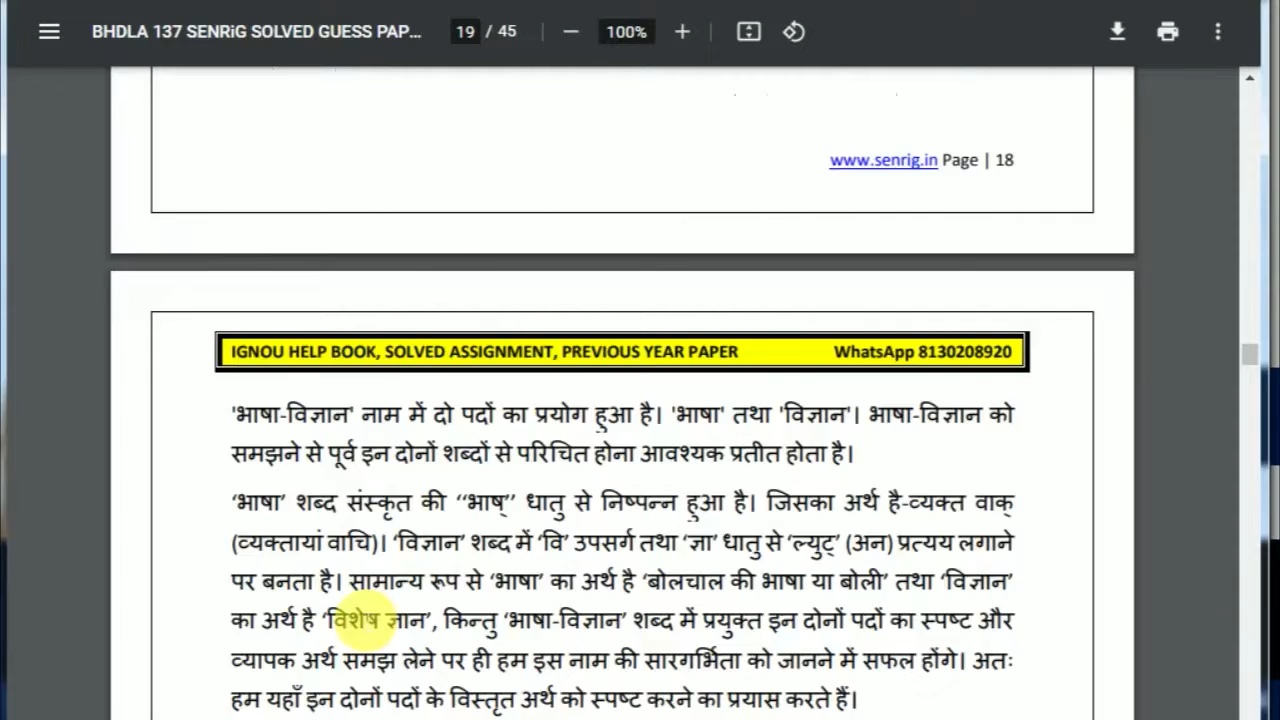 BHDLA 137 SENRiG SOLVED GUESS PAP... 19 / 45 100%
www.senrig.in Page | 18
IGNOU HELP BOOK, SOLVED ASSIGNMENT, PREVIOUS YEAR PAPER WhatsApp 8130208920
'भाषा-विज्ञान' नाम में दो पदों का प्रयोग हुआ है। 'भाषा' तथा 'विज्ञान'। भाषा-विज्ञान को
समझने से पूर्व इन दोनों शब्दों से परिचित होना आवश्यक प्रतीत होता है।
‘भाषा’ शब्द संस्कृत की ‘‘भाष्’’ धातु से निष्पन्न हुआ है। जिसका अर्थ है-व्यक्त वाक्
(व्यक्तायां वाचि)। ‘विज्ञान’ शब्द में ‘वि’ उपसर्ग तथा ‘ज्ञा’ धातु से ‘ल्युट्’ (अन) प्रत्यय लगाने
पर बनता है। सामान्य रूप से ‘भाषा’ का अर्थ है ‘बोलचाल की भाषा या बोली’ तथा ‘विज्ञान’
का अर्थ है ‘विशेष ज्ञान’, किन्तु ‘भाषा-विज्ञान’ शब्द में प्रयुक्त इन दोनों पदों का स्पष्ट और
व्यापक अर्थ समझ लेने पर ही हम इस नाम की सारगर्भिता को जानने में सफल होंगे। अतः
हम यहाँ इन दोनों पदों के विस्तृत अर्थ को स्पष्ट करने का प्रयास करते हैं।